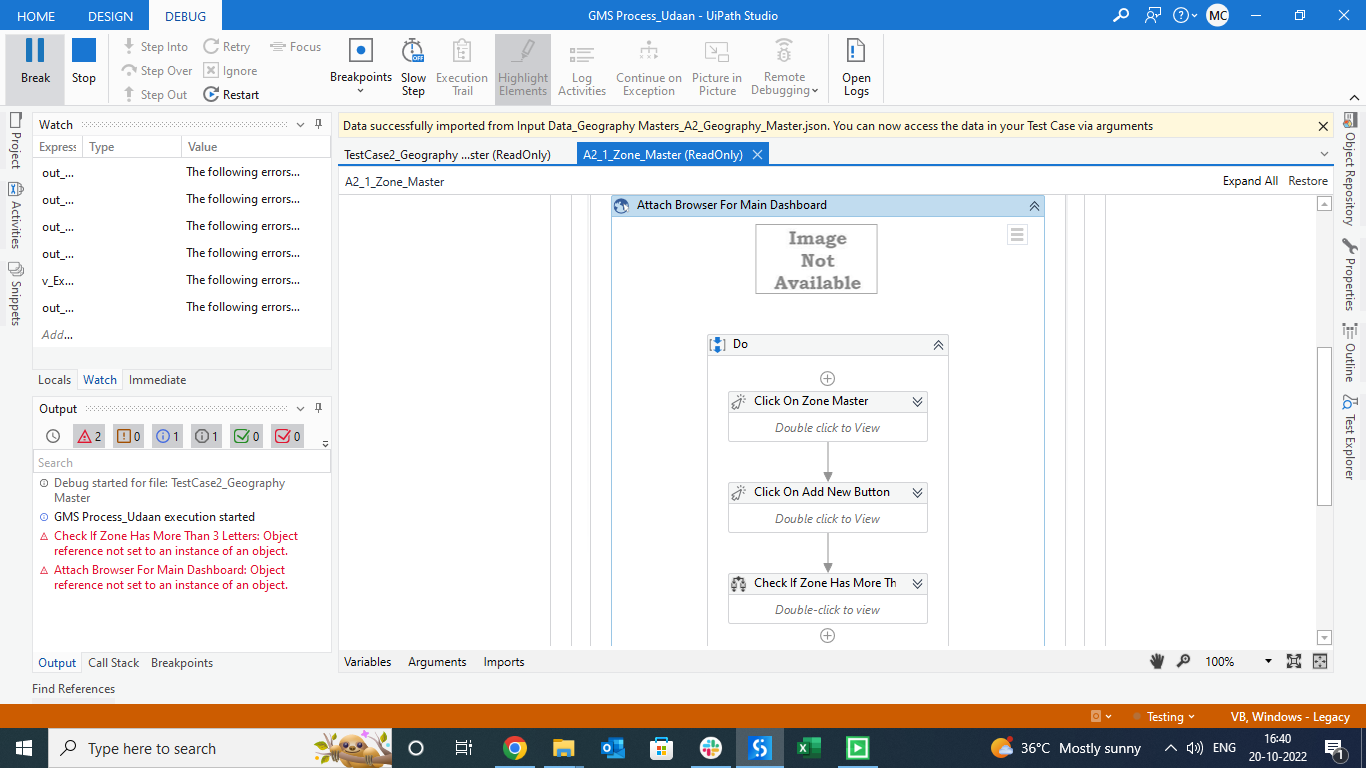 HOME
DESIGN
DEBUG
GMS Process_Udaan - UiPath Studio
MC
Break
Stop
Step Into
Step Over
Step Out
Retry
Ignore
Restart
Focus
Breakpoints
Slow
Step
OFF
Execution
Trail
Highlight
Elements
Log
Activities
Continue on
Exception
Picture in
Picture
Remote
Debugging
Open
Logs
Project
Activities
Snippets
Watch
Express
Type
Value
out_...
The following errors...
out_...
The following errors...
out_...
The following errors...
out_...
The following errors...
v_Ex...
The following errors...
out_...
The following errors...
Add...
Locals
Watch
Immediate
Output
2
0
1
1
0
0
Search
Debug started for file: TestCase2_Geography
Master
GMS Process_Udaan execution started
Check If Zone Has More Than 3 Letters: Object
reference not set to an instance of an object.
Attach Browser For Main Dashboard: Object
reference not set to an instance of an object.
Output
Call Stack
Breakpoints
Find References
Data successfully imported from Input Data_Geography Masters_A2_Geography_Master.json. You can now access the data in your Test Case via arguments
TestCase2_Geography ...ster (ReadOnly)
A2_1_Zone_Master (ReadOnly)
A2_1_Zone_Master
Expand All
Restore
Attach Browser For Main Dashboard
Image
Not
Available
Do
Click On Zone Master
Double click to View
Click On Add New Button
Double click to View
Check If Zone Has More Th
Double-click to view
Variables
Arguments
Imports
100%
Object Repository
Properties
Outline
Test Explorer
Testing
VB, Windows - Legacy
Type here to search
36°C Mostly sunny
ENG
16:40
20-10-2022
1